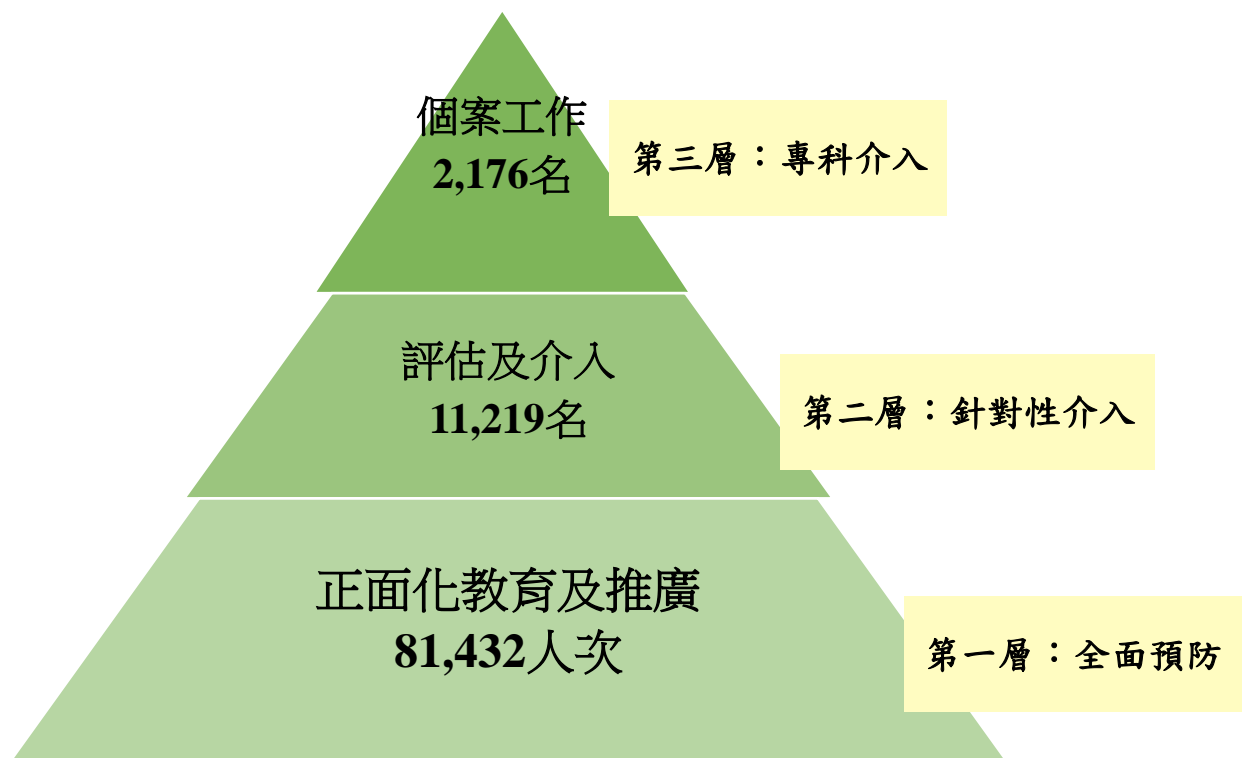 個案工作
2,176名
第三層：專科介入
評估及介入
11,219名
第二層：針對性介入
正面化教育及推廣
81,432人次
第一層：全面預防